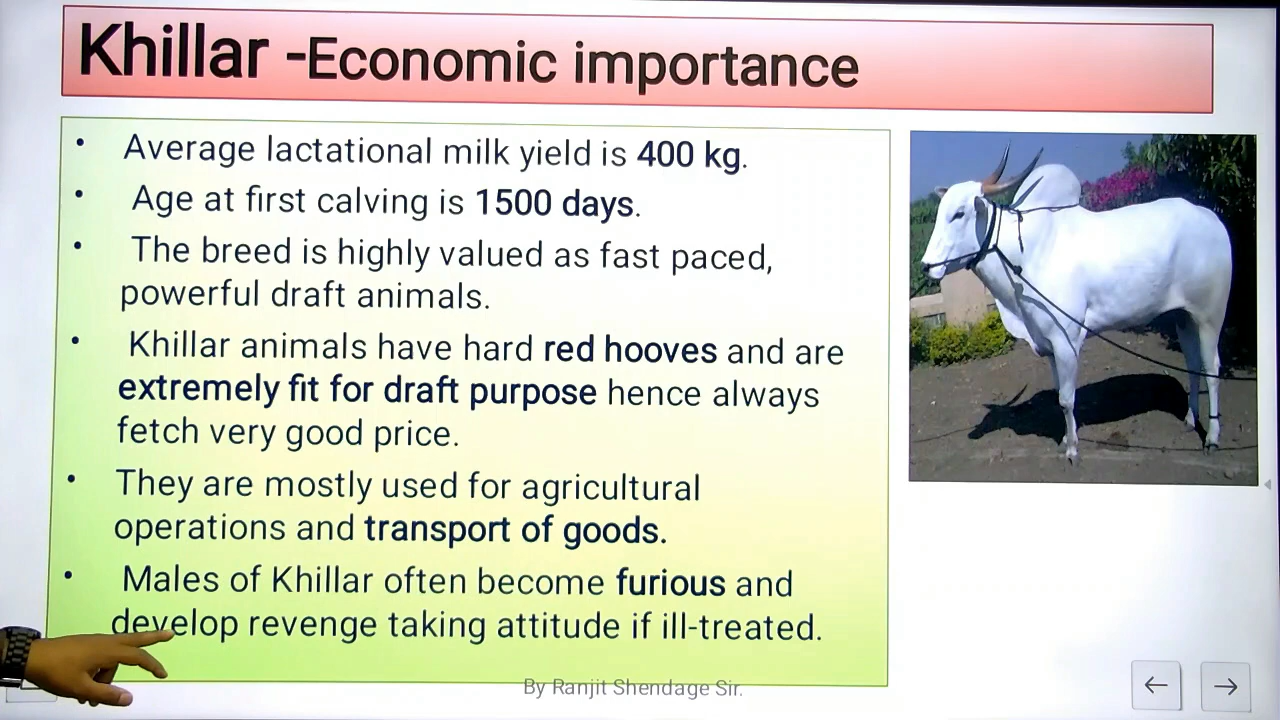 Khillar -Economic importance
• Average lactational milk yield is 400 kg.
• Age at first calving is 1500 days.
• The breed is highly valued as fast paced,
powerful draft animals.
• Khillar animals have hard red hooves and are
extremely fit for draft purpose hence always
fetch very good price.
• They are mostly used for agricultural
operations and transport of goods.
• Males of Khillar often become furious and
develop revenge taking attitude if ill-treated.
By Ranjit Shendage Sir.